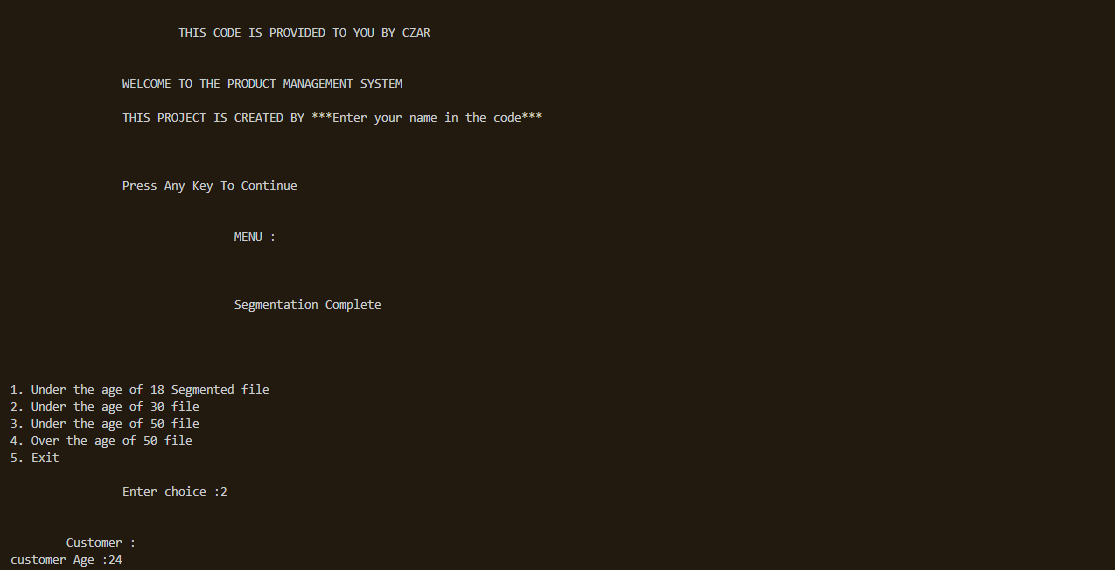 THIS CODE IS PROVIDED TO YOU BY CZAR
WELCOME TO THE PRODUCT MANAGEMENT SYSTEM
THIS PROJECT IS CREATED BY ***Enter your name in the code***
Press Any Key To Continue
MENU :
Segmentation Complete
1. Under the age of 18 Segmented file
2. Under the age of 30 file
3. Under the age of 50 file
4. Over the age of 50 file
5. Exit
Enter choice :2
Customer :
customer Age :24